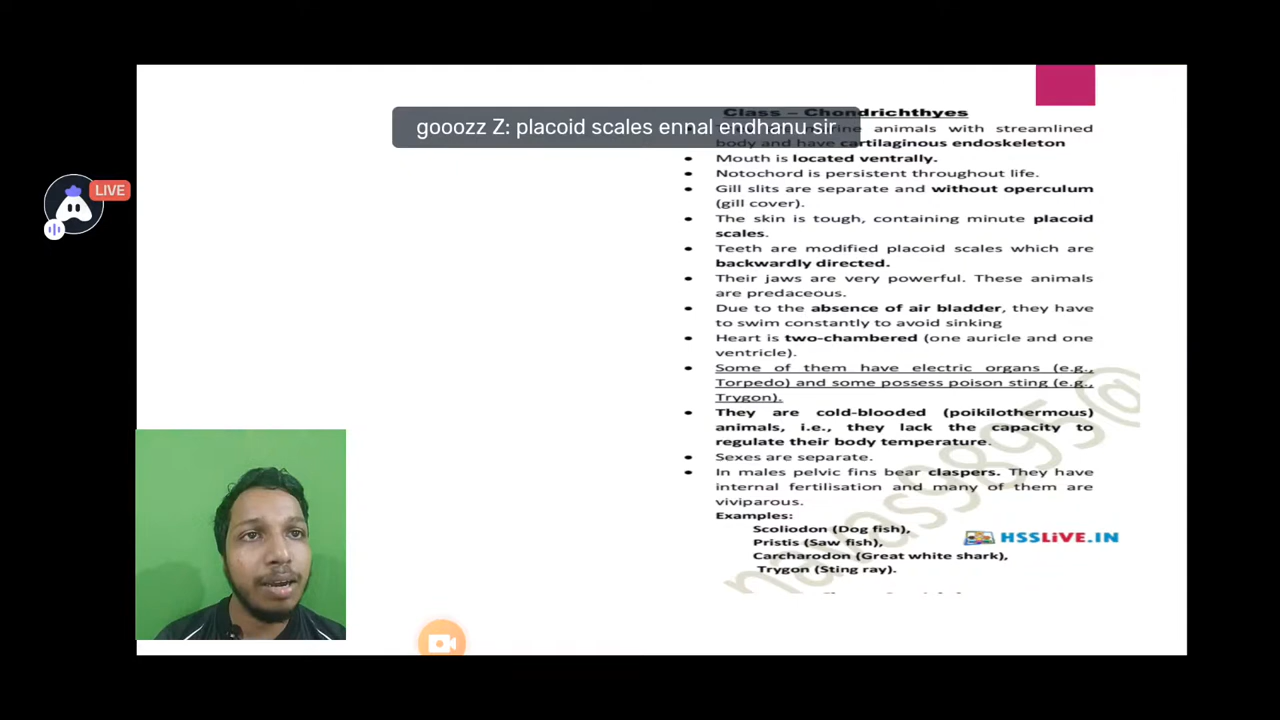 Class – Chondrichthyes
gooozz Z: placoid scales ennal endhanu sir
LIVE
animals with streamlined
body and have cartilaginous endoskeleton
Mouth is located ventrally.
Notochord is persistent throughout life.
Gill slits are separate and without operculum
(gill cover).
The skin is tough, containing minute placoid
scales.
Teeth are modified placoid scales which are
backwardly directed.
Their jaws are very powerful. These animals
are predaceous.
Due to the absence of air bladder, they have
to swim constantly to avoid sinking
Heart is two-chambered (one auricle and one
ventricle).
Some of them have electric organs (e.g.,
Torpedo) and some possess poison sting (e.g.,
Trygon).
They are cold-blooded (poikilothermous)
animals, i.e., they lack the capacity to
regulate their body temperature.
Sexes are separate.
In males pelvic fins bear claspers. They have
internal fertilisation and many of them are
viviparous.
Examples:
Scoliodon (Dog fish),
Pristis (Saw fish),
Carcharodon (Great white shark),
Trygon (Sting ray).
HSSLiVE.IN
navas9895@